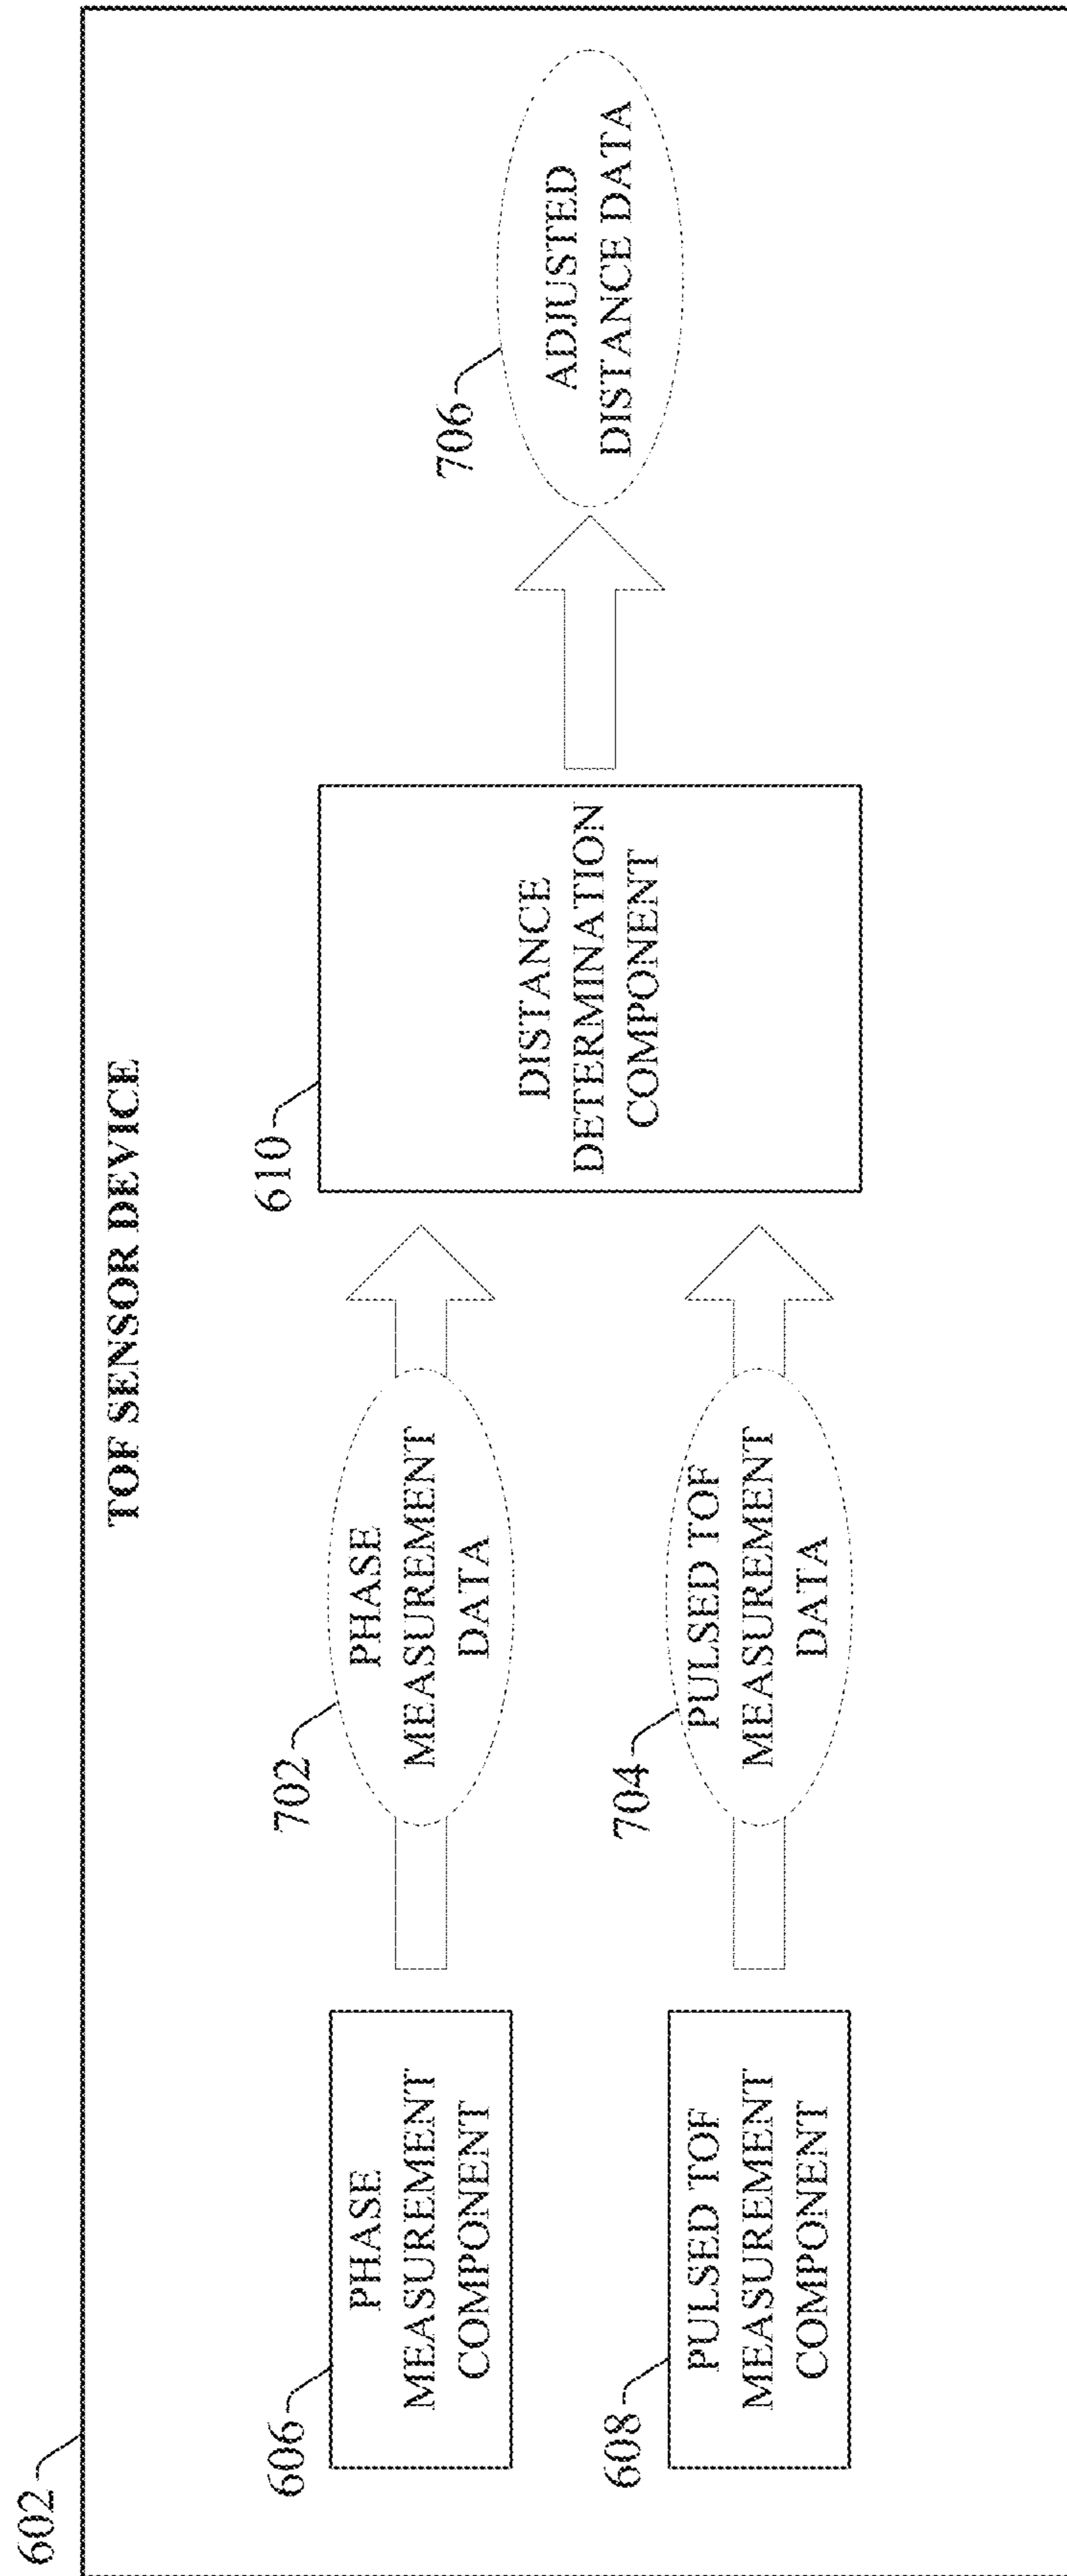 602
TOF SENSOR DEVICE
606
PHASE
MEASUREMENT
COMPONENT
702
PHASE
MEASUREMENT
DATA
608
PULSED TOF
MEASUREMENT
COMPONENT
704
PULSED TOF
MEASUREMENT
DATA
610
DISTANCE
DETERMINATION
COMPONENT
706
ADJUSTED
DISTANCE DATA